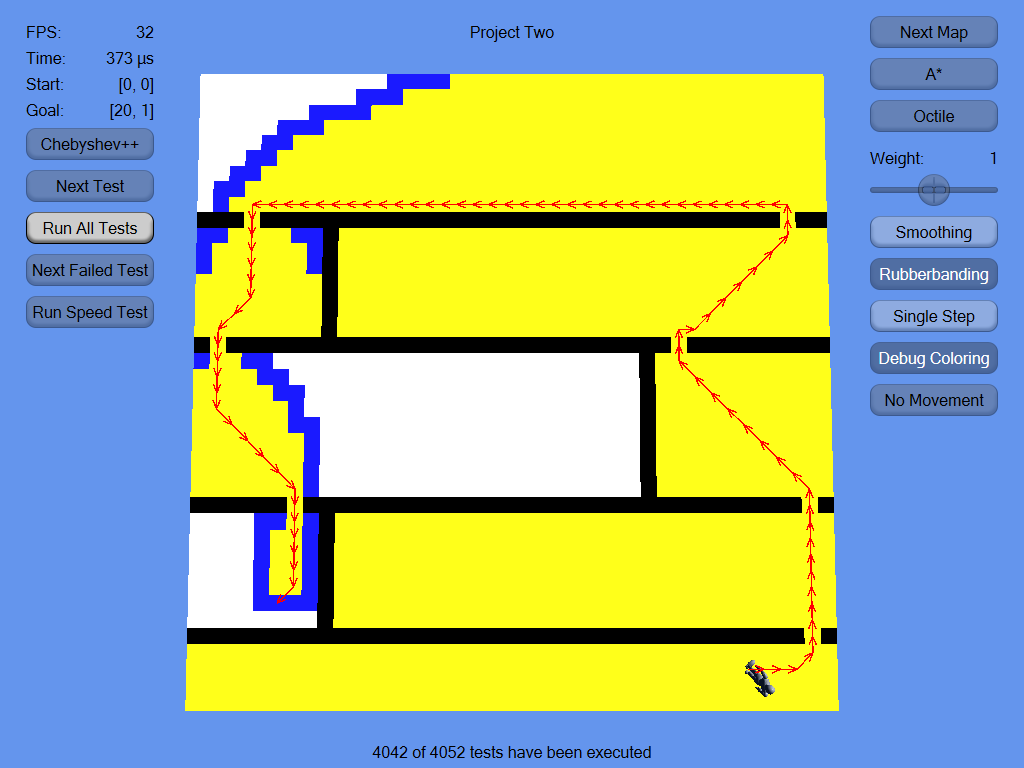 FPS: 32
Time: 373 µs
Start: [0, 0]
Goal: [20, 1]
Chebyshev++
Next Test
Run All Tests
Next Failed Test
Run Speed Test
Project Two
Next Map
A*
Octile
Weight: 1
Smoothing
Rubberbanding
Single Step
Debug Coloring
No Movement
4042 of 4052 tests have been executed